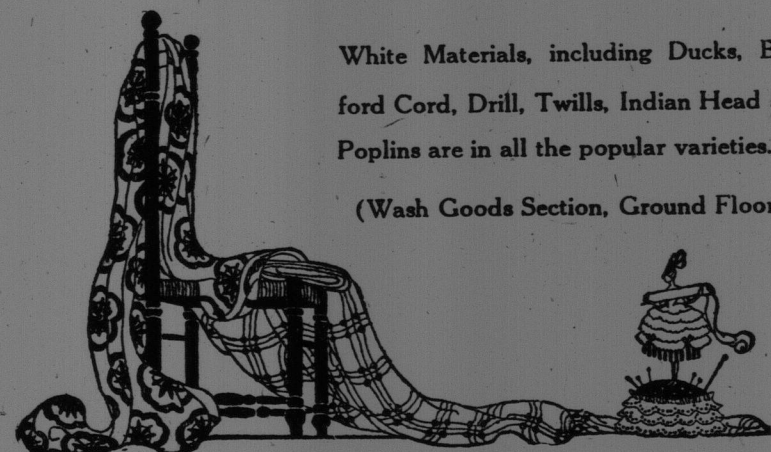 White Materials, including Ducks,
ford Cord, Drill, Twills, Indian Head
Poplins are in all the popular varieties.
(Wash Goods Section, Ground Floor